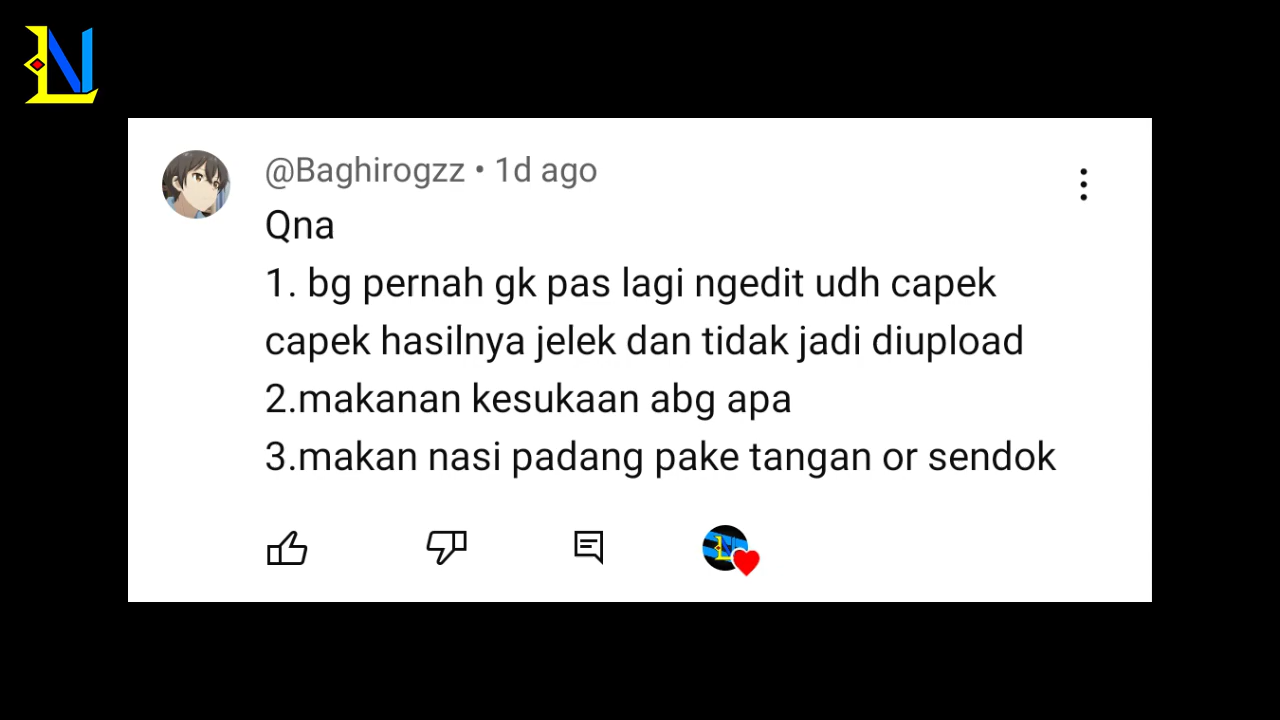 @Baghirogzz • 1d ago
Qna
1. bg pernah gk pas lagi ngedit udh capek
capek hasilnya jelek dan tidak jadi diupload
2.makanan kesukaan abg apa
3.makan nasi padang pake tangan or sendok